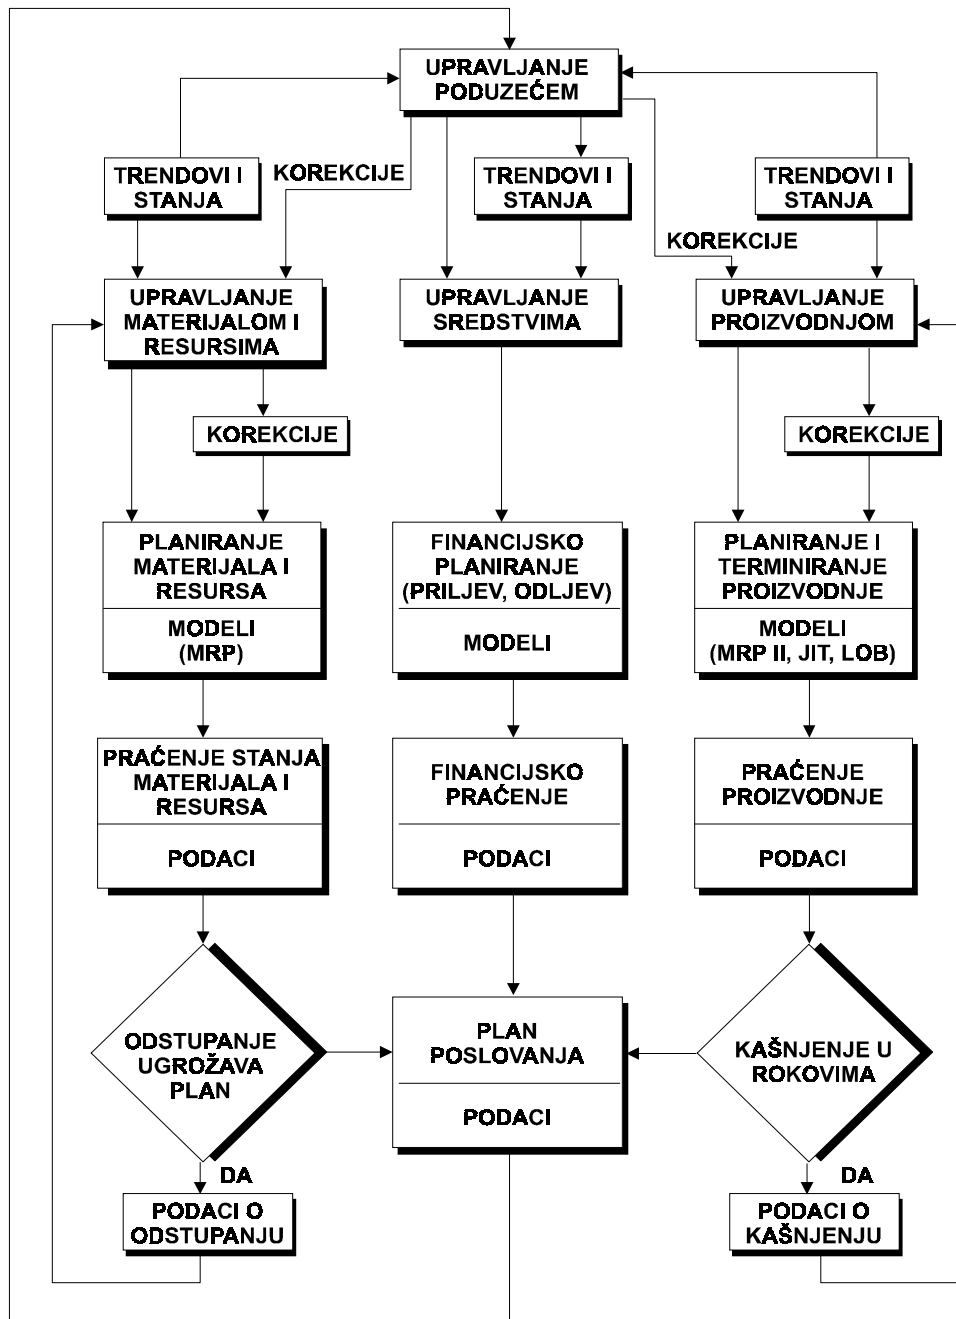 UPRAVLJANJE
PODUZEĆEM
TRENDOVI I
STANJA
KOREKCIJE
TRENDOVI I
STANJA
TRENDOVI I
STANJA
KOREKCIJE
UPRAVLJANJE
MATERIJALOM I
RESURSIMA
UPRAVLJANJE
SREDSTVIMA
UPRAVLJANJE
PROIZVODNJOM
KOREKCIJE
KOREKCIJE
PLANIRANJE
MATERIJALA I
RESURSA
MODELI
(MRP)
FINANCIJSKO
PLANIRANJE
(PRILJEV, ODLJEV)
MODELI
PLANIRANJE I
TERMINIRANJE
PROIZVODNJE
MODELI
(MRP II, JIT, LOB)
PRAĆENJE STANJA
MATERIJALA I
RESURSA
PODACI
FINANCIJSKO
PRAĆENJE
PODACI
PRAĆENJE
PROIZVODNJE
PODACI
ODSTUPANJE
UGROŽAVA
PLAN
PLAN
POSLOVANJA
PODACI
KAŠNJENJE U
ROKOVIMA
DA
PODACI O
ODSTUPANJU
DA
PODACI O
KAŠNJENJU